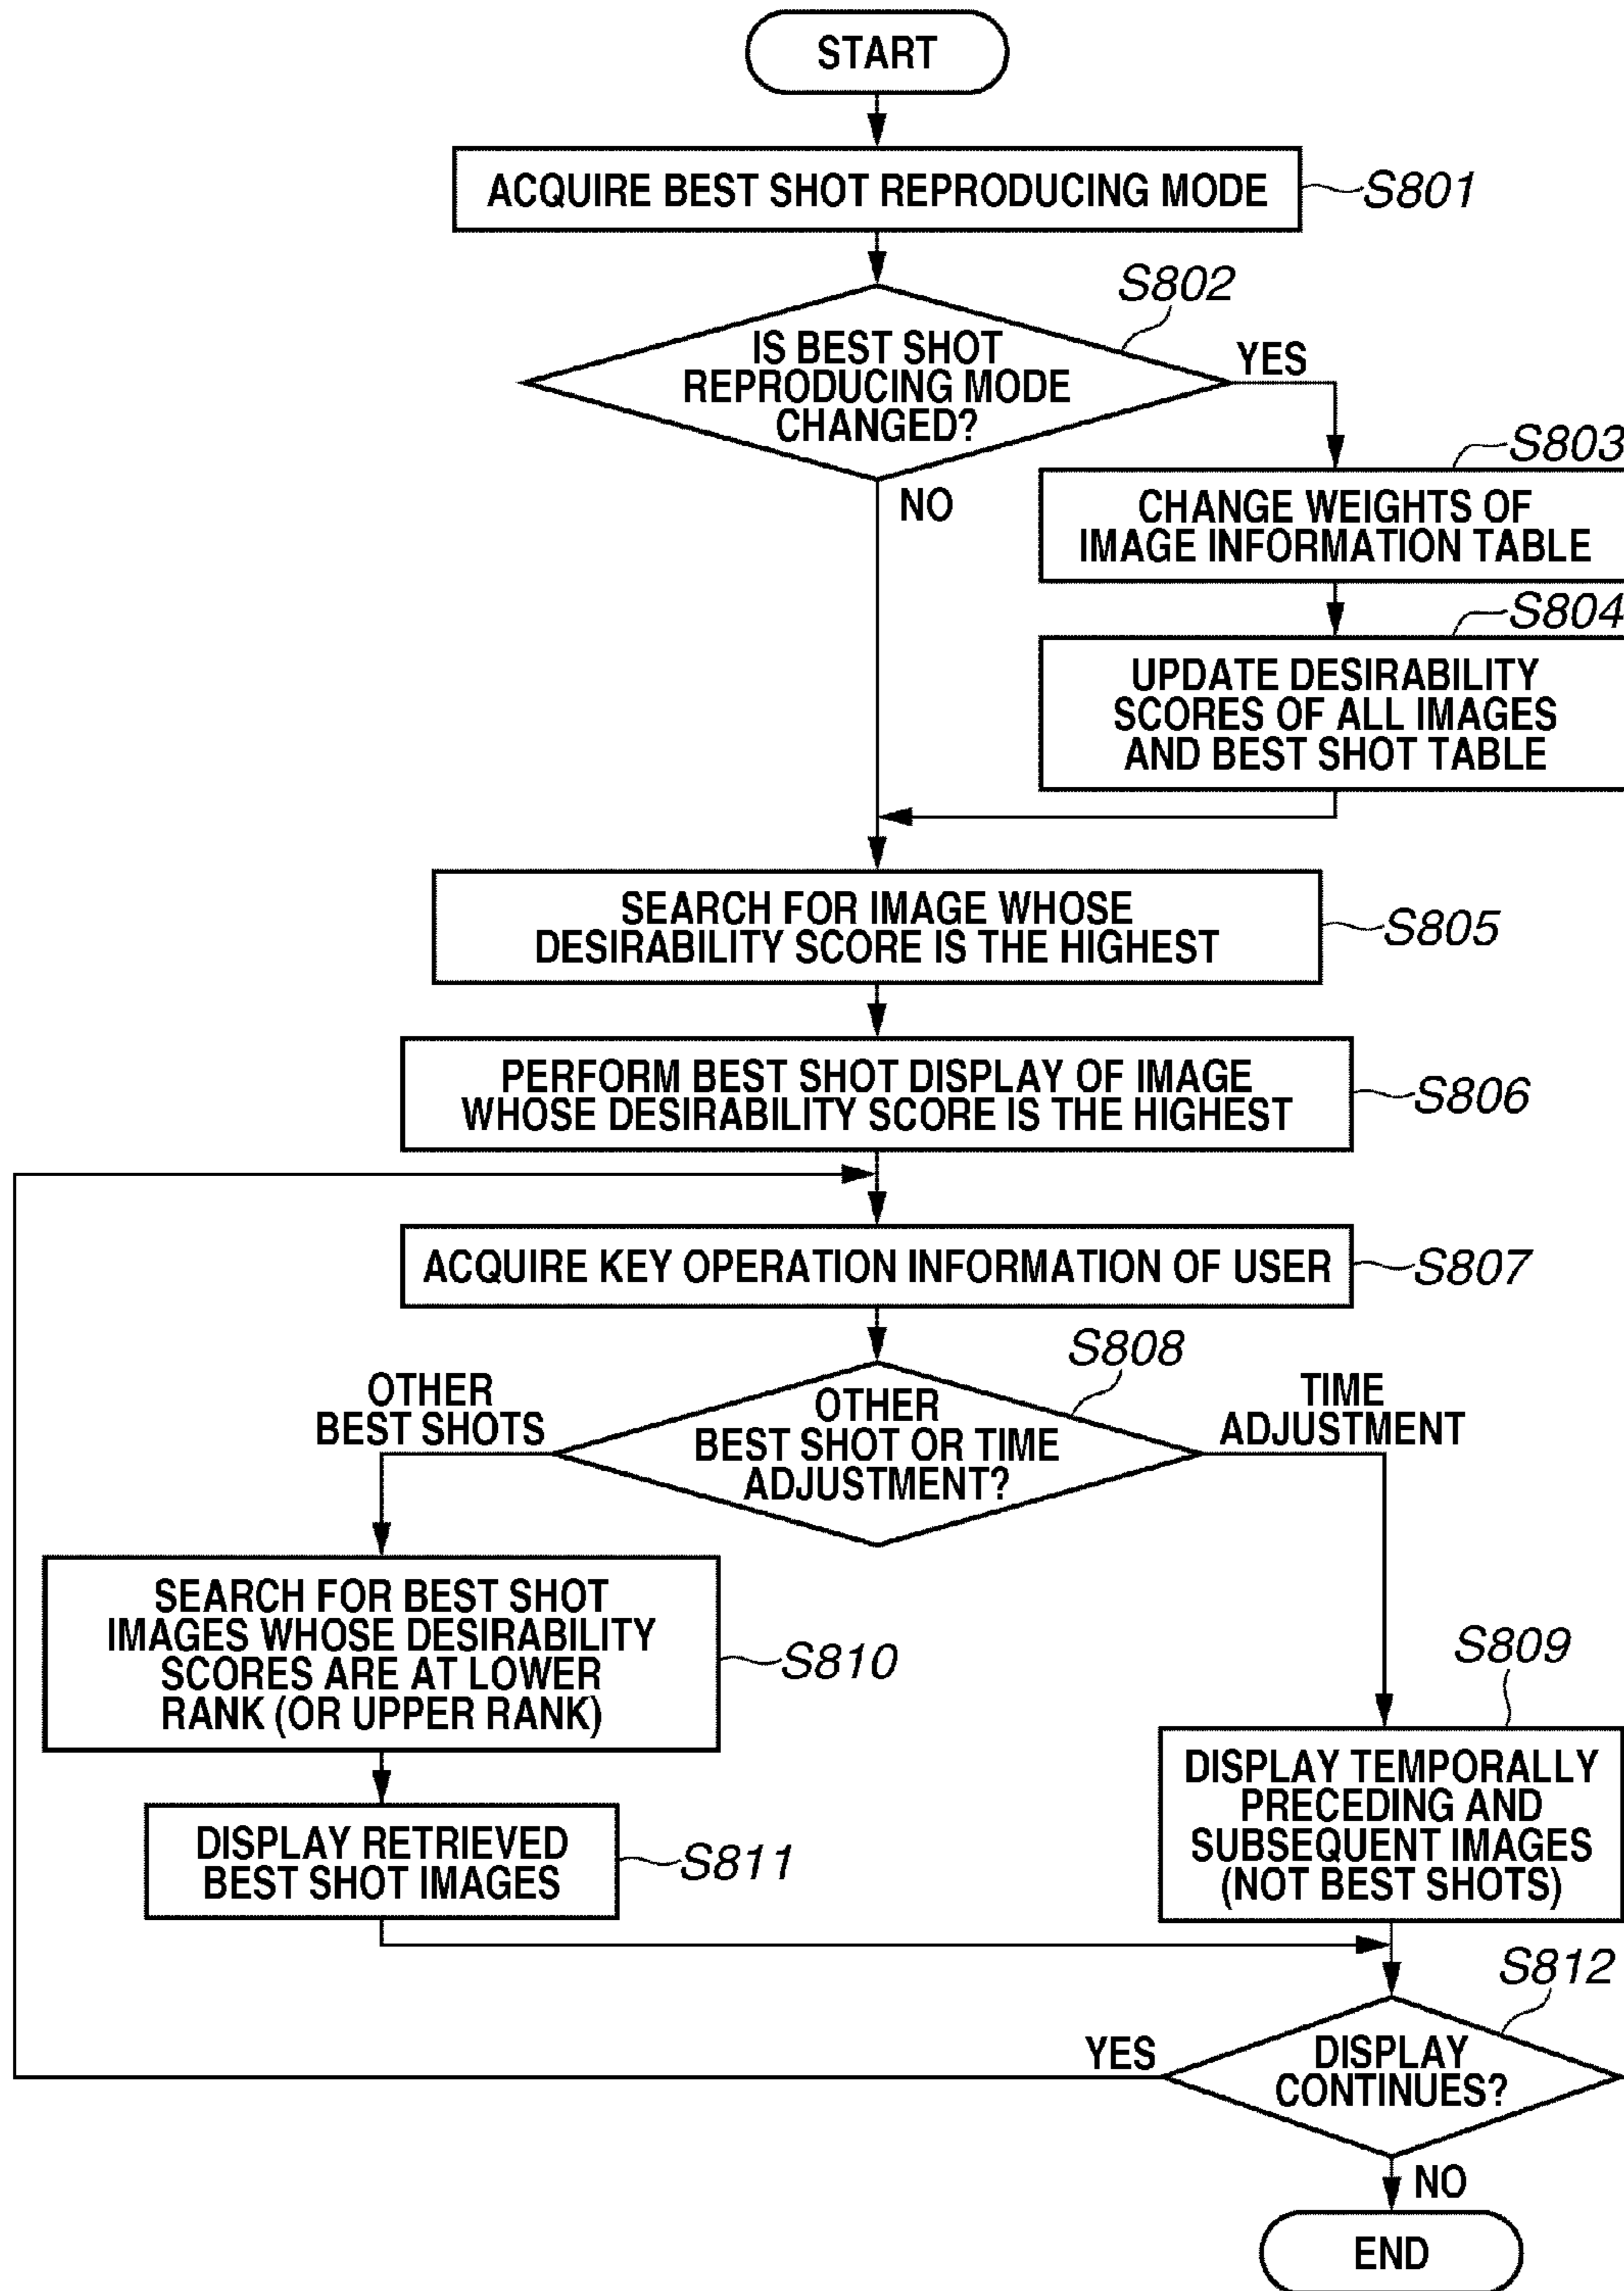 START
ACQUIRE BEST SHOT REPRODUCING MODE
S801
S802
IS BEST SHOT
REPRODUCING MODE
CHANGED?
YES
NO
S803
CHANGE WEIGHTS OF
IMAGE INFORMATION TABLE
S804
UPDATE DESIRABILITY
SCORES OF ALL IMAGES
AND BEST SHOT TABLE
SEARCH FOR IMAGE WHOSE
DESIRABILITY SCORE IS THE HIGHEST
S805
PERFORM BEST SHOT DISPLAY OF IMAGE
WHOSE DESIRABILITY SCORE IS THE HIGHEST
S806
ACQUIRE KEY OPERATION INFORMATION OF USER
S807
S808
OTHER
BEST SHOT OR TIME
ADJUSTMENT?
OTHER
BEST SHOTS
TIME
ADJUSTMENT
SEARCH FOR BEST SHOT
IMAGES WHOSE DESIRABILITY
SCORES ARE AT LOWER
RANK (OR UPPER RANK)
S810
S809
DISPLAY TEMPORALLY
PRECEDING AND
SUBSEQUENT IMAGES
(NOT BEST SHOTS)
DISPLAY RETRIEVED
BEST SHOT IMAGES
S811
S812
DISPLAY
CONTINUES?
YES
NO
END